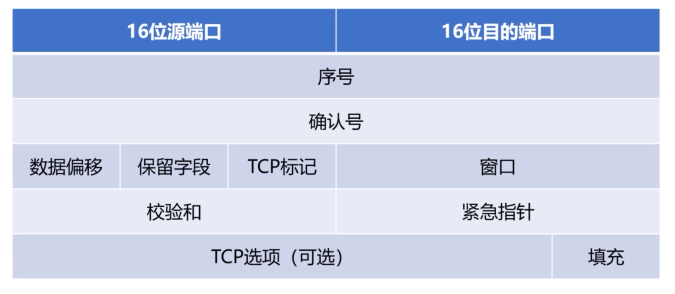 16位源端口 16位目的端口
序号
确认号
数据偏移 保留字段 TCP标记 窗口
校验和 紧急指针
TCP选项（可选） 填充